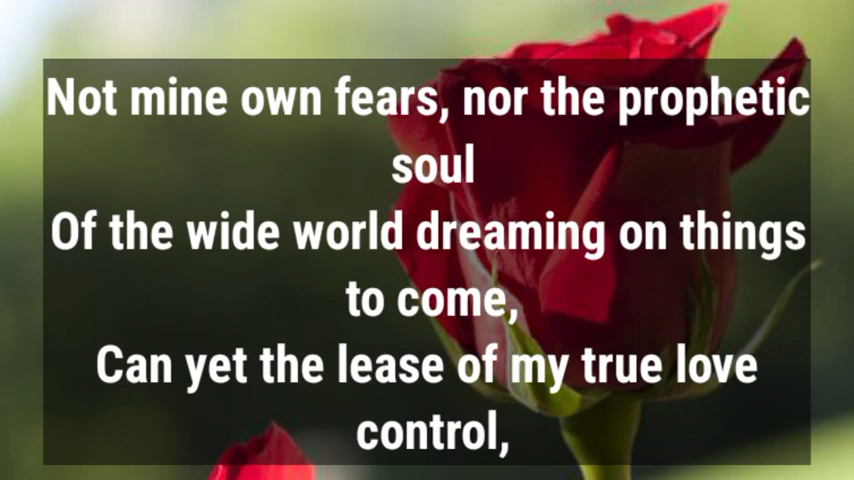 Not mine own fears, nor the prophetic
soul
Of the wide world dreaming on things
to come,
Can yet the lease of my true love
control,